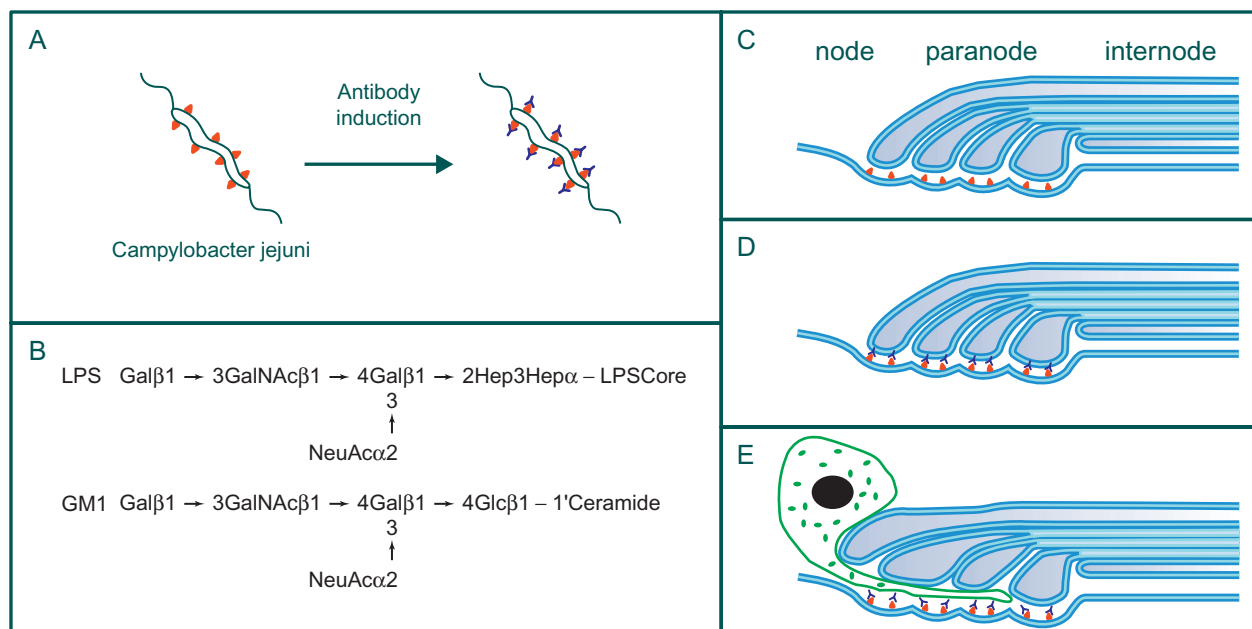 A
Antibody
induction
Campylobacter jejuni
B
LPS Galβ1 → 3GalNAcβ1 → 4Galβ1 → 2Hep3Hepα – LPSCore
3
↑
NeuAcα2
GM1 Galβ1 → 3GalNAcβ1 → 4Galβ1 → 4Glcβ1 – 1'Ceramide
3
↑
NeuAcα2
C
node paranode internode
D
E